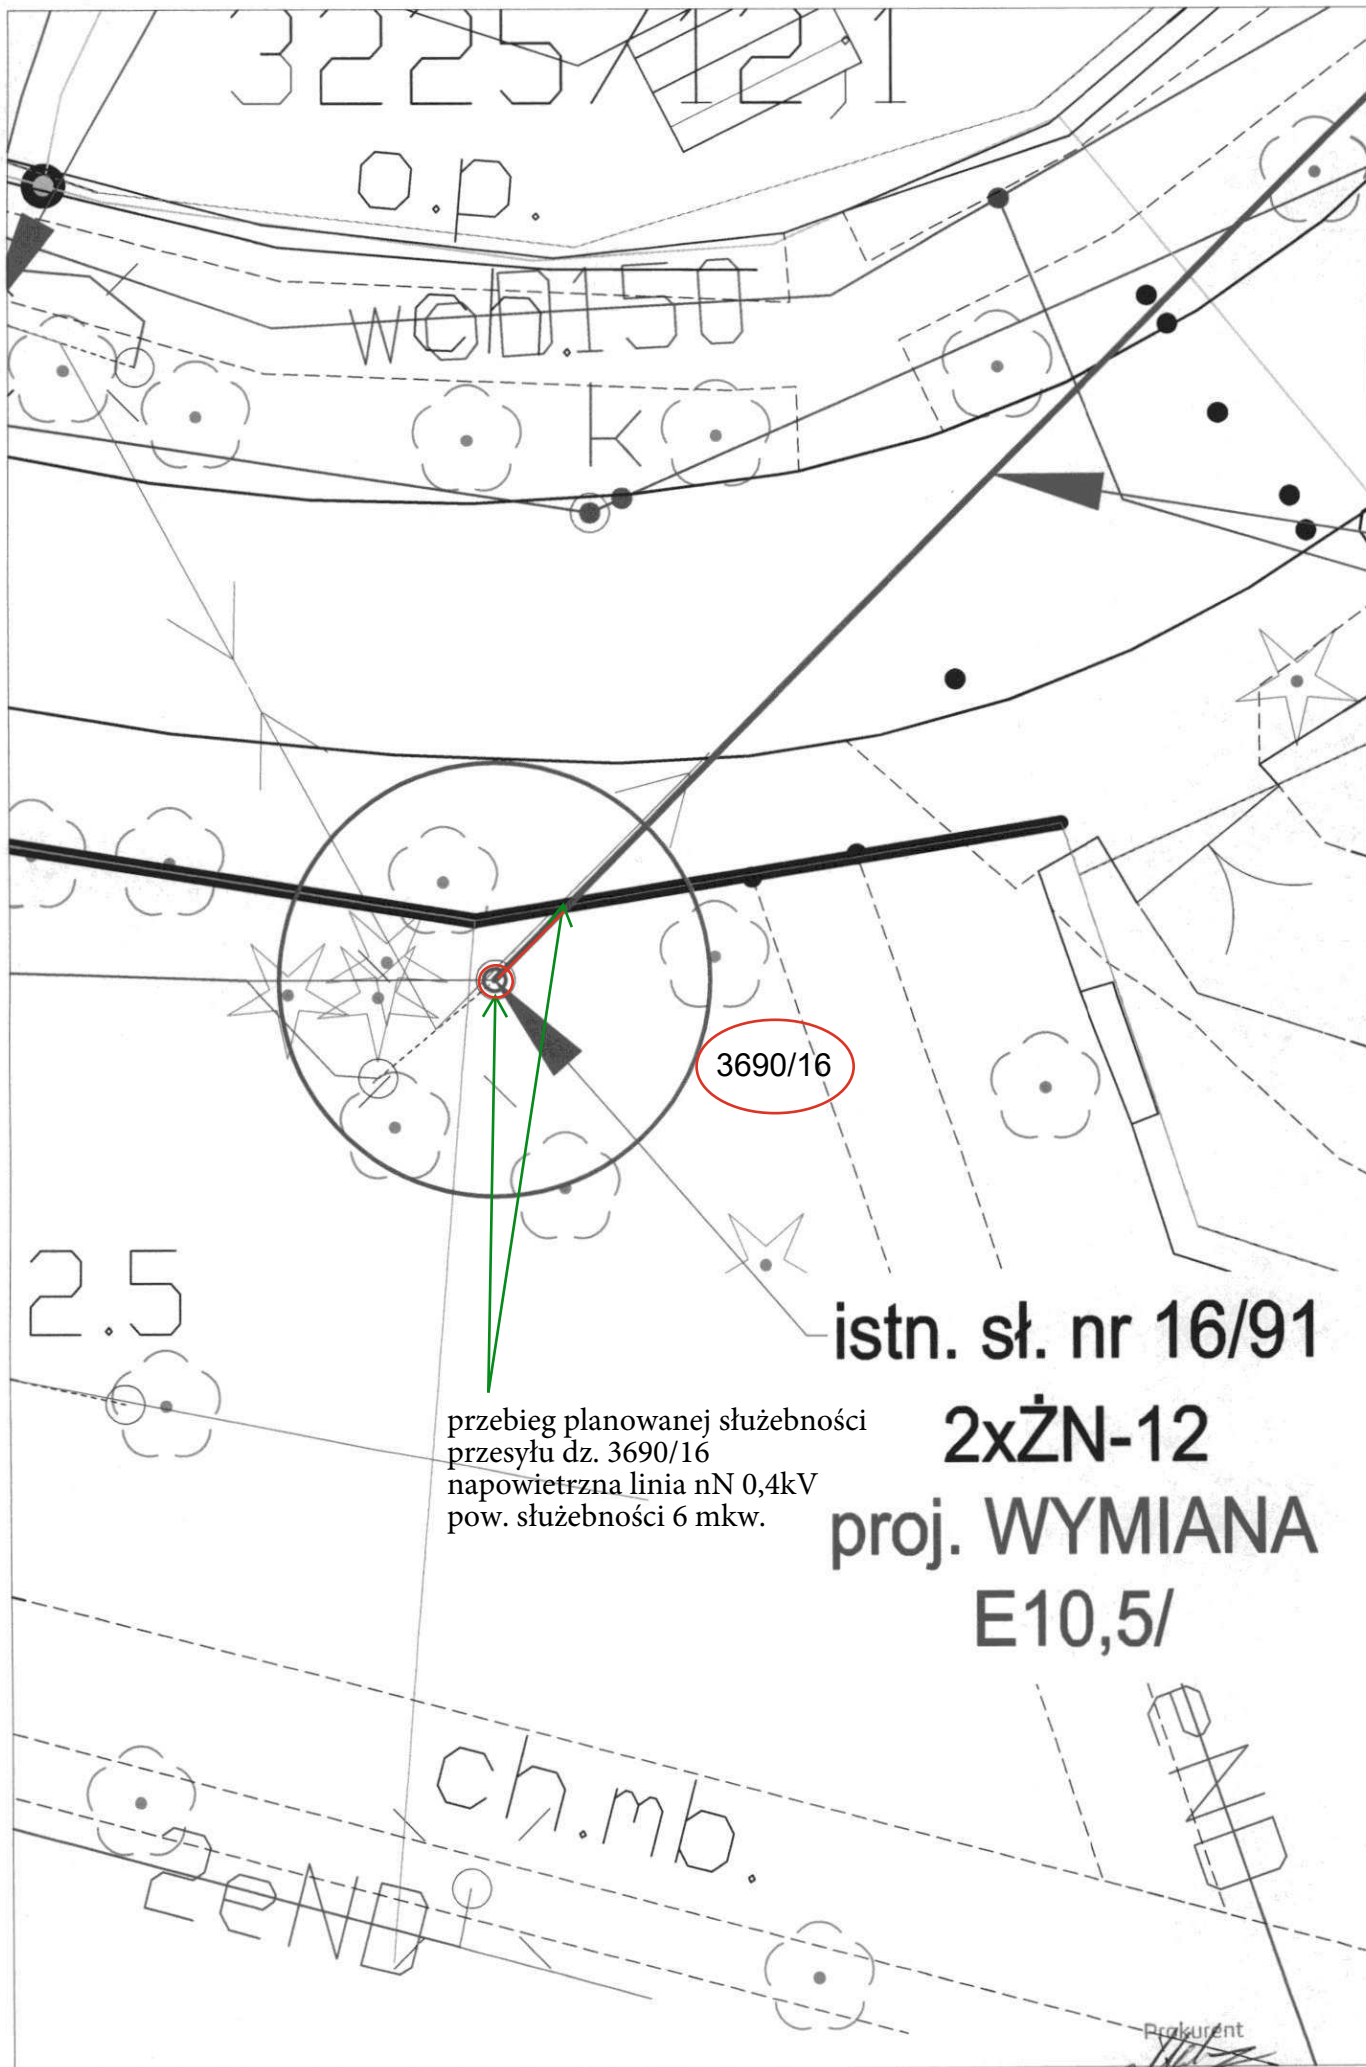 3225/121
o.p.
wob.150
k
3690/16
2.5
istn. sł. nr 16/91
2xŻN-12
proj. WYMIANA
E10,5/
przebieg planowanej służebności
przesyłu dz. 3690/16
napowietrzna linia nN 0,4kV
pow. służebności 6 mkw.
ch.mb.
2eND
Prokurent